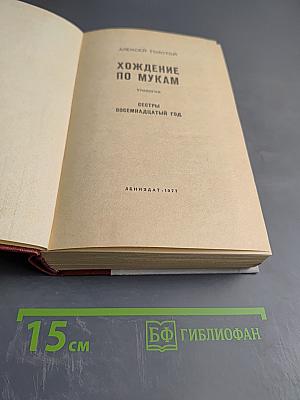 АЛЕКСЕЙ ТОЛСТОЙ
ХОЖДЕНИЕ
ПО МУКАМ
трилогия
СЕСТРЫ
ВОСЕМНАДЦАТЫЙ ГОД
ЛЕНИЗДАТ·1977
15 см
БФ ГИБЛИОФАН